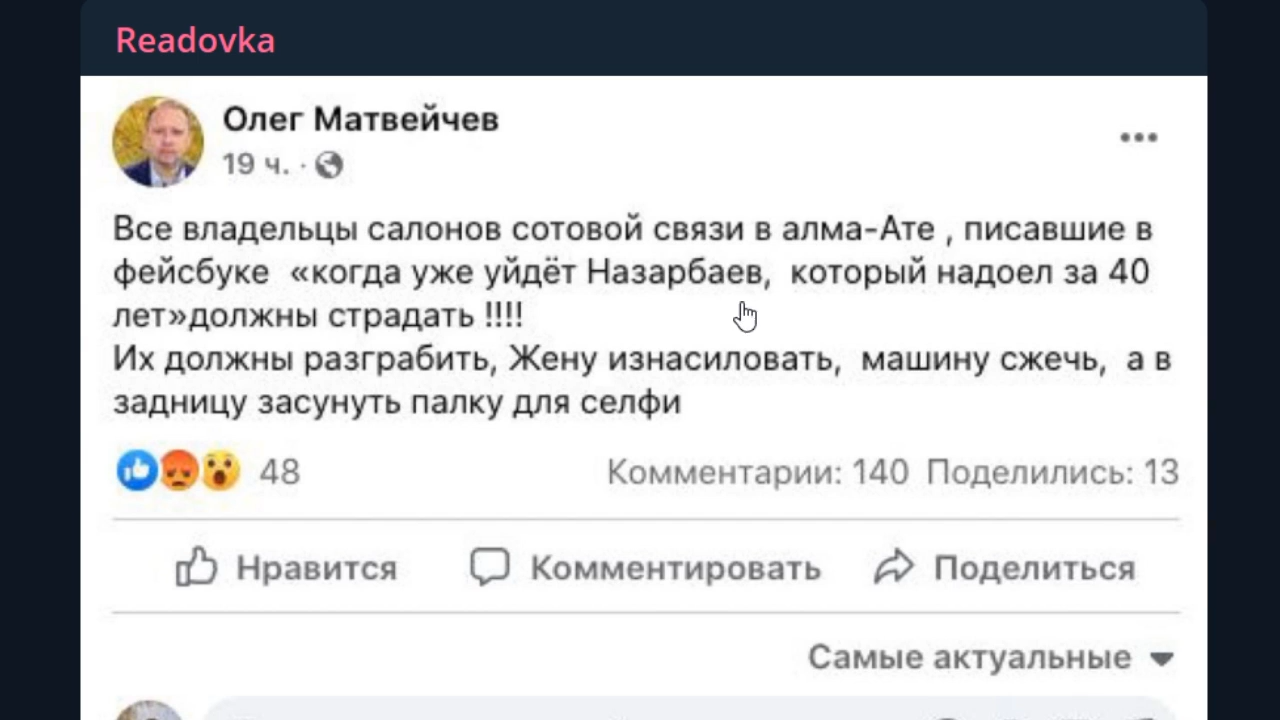 Readovka
Олег Матвейчев
19 ч. ·
Все владельцы салонов сотовой связи в алма-Ате , писавшие в
фейсбуке «когда уже уйдёт Назарбаев, который надоел за 40
лет»должны страдать !!!!
Их должны разграбить, Жену изнасиловать, машину сжечь, а в
задницу засунуть палку для селфи
48 Комментарии: 140 Поделились: 13
Нравится Комментировать Поделиться
Самые актуальные